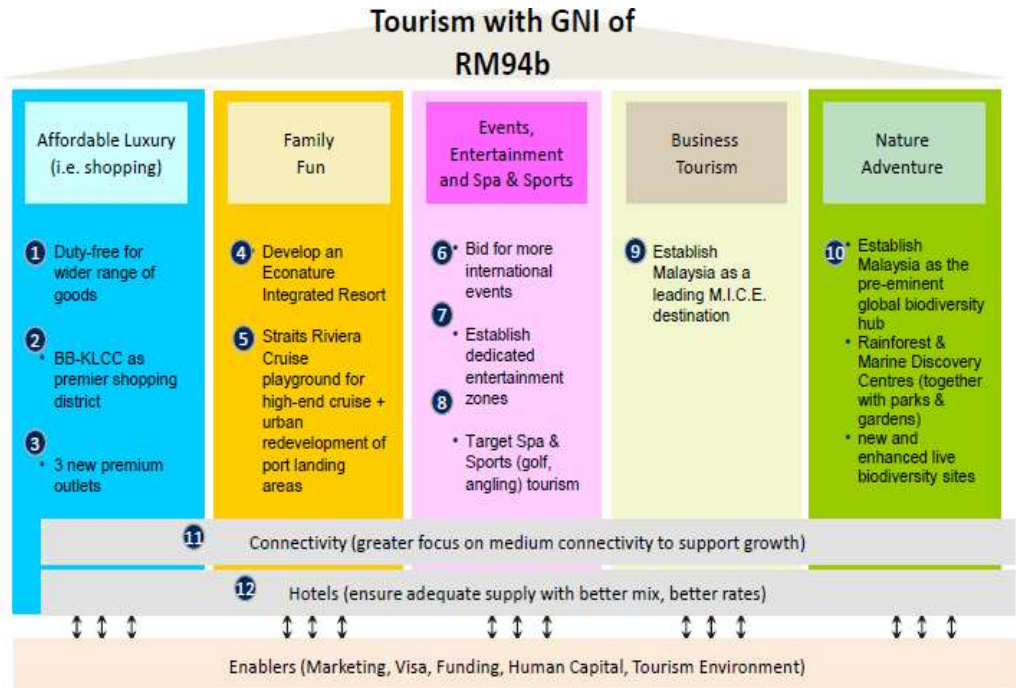 Tourism with GNI of
RM94b
Affordable Luxury
(i.e. shopping)
1 Duty-free for
wider range of
goods
2
• BB-KLCC as
premier shopping
district
3
• 3 new premium
outlets
Family
Fun
4 Develop an
Econature
Integrated Resort
5 Straits Riviera
Cruise
playground for
high-end cruise +
urban
redevelopment of
port landing
areas
Events,
Entertainment
and Spa & Sports
6 • Bid for more
international
events
7
• Establish
dedicated
entertainment
zones
8
• Target Spa &
Sports (golf,
angling) tourism
Business
Tourism
9 Establish
Malaysia as a
leading M.I.C.E.
destination
Nature
Adventure
10 • Establish
Malaysia as the
pre-eminent
global biodiversity
hub
• Rainforest &
Marine Discovery
Centres (together
with parks &
gardens)
• new and
enhanced live
biodiversity sites
11 Connectivity (greater focus on medium connectivity to support growth)
12 Hotels (ensure adequate supply with better mix, better rates)
Enablers (Marketing, Visa, Funding, Human Capital, Tourism Environment)